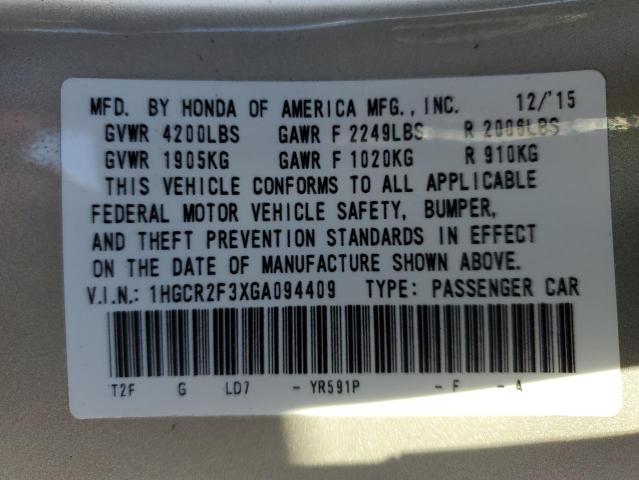 MFD. BY HONDA OF AMERICA MFG., INC. 12/'15
GVWR 4200LBS GAWR F 2249LBS R 2006LBS
GVWR 1905KG GAWR F 1020KG R 910KG
THIS VEHICLE CONFORMS TO ALL APPLICABLE
FEDERAL MOTOR VEHICLE SAFETY, BUMPER,
AND THEFT PREVENTION STANDARDS IN EFFECT
ON THE DATE OF MANUFACTURE SHOWN ABOVE.
V.I.N.: 1HGCR2F3XGA094409 TYPE: PASSENGER CAR
T2F G LD7 - YR591P - F - A